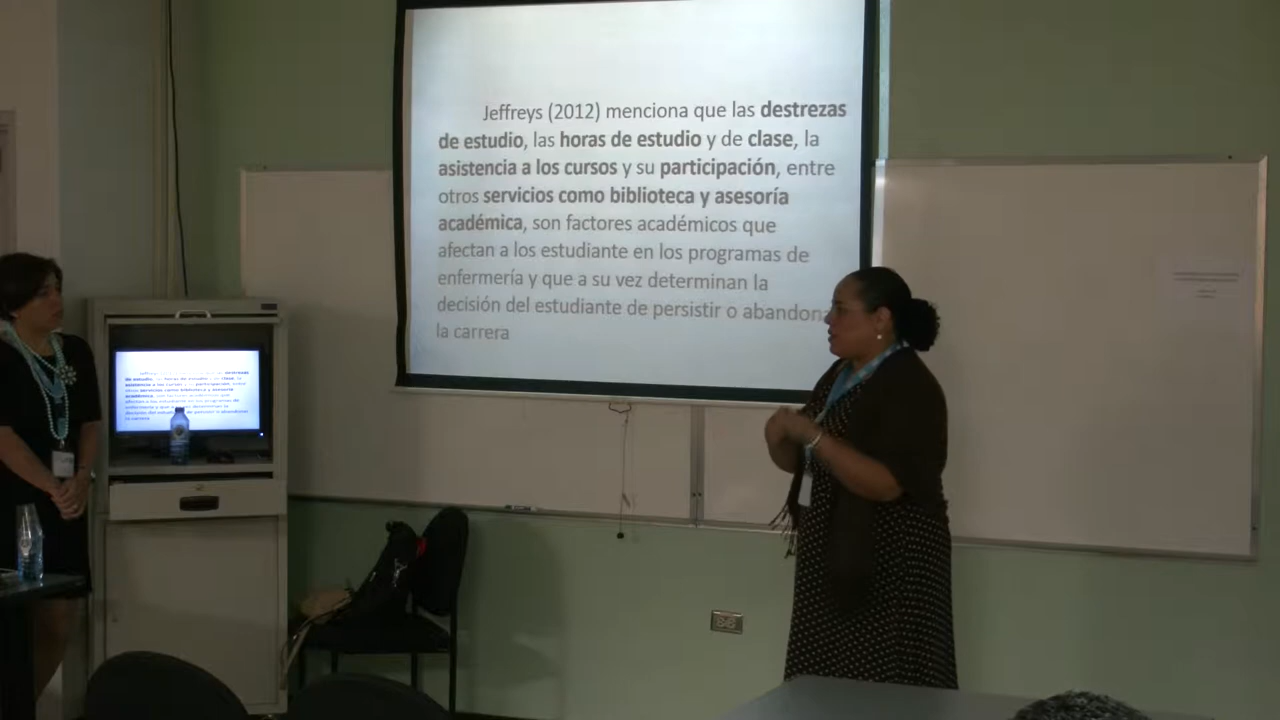 Jeffreys (2012) menciona que las destrezas
de estudio, las horas de estudio y de clase, la
asistencia a los cursos y su participación, entre
otros servicios como biblioteca y asesoría
académica, son factores académicos que
afectan a los estudiante en los programas de
enfermería y que a su vez determinan la
decisión del estudiante de persistir o abandona
la carrera